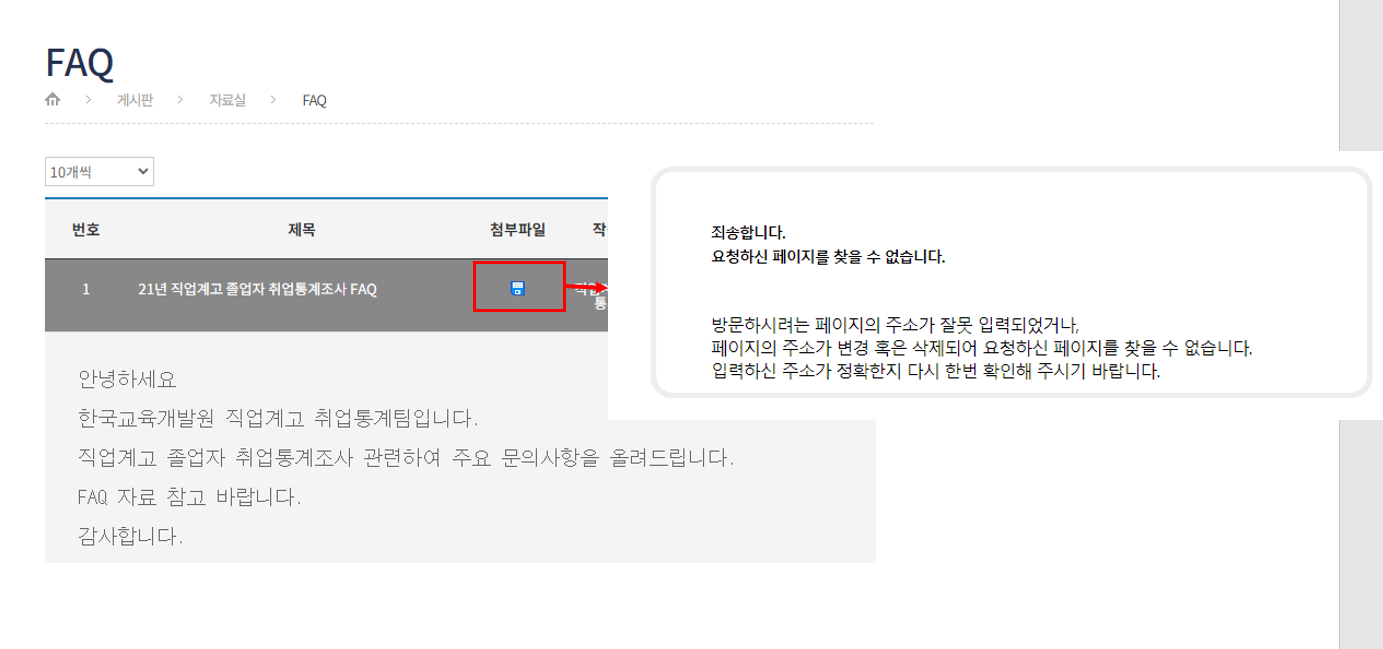 FAQ
게시판 > 자료실 > FAQ
10개씩
번호 제목 첨부파일
1 21년 직업계고 졸업자 취업통계조사 FAQ
안녕하세요
한국교육개발원 직업계고 취업통계팀입니다.
직업계고 졸업자 취업통계조사 관련하여 주요 문의사항을 올려드립니다.
FAQ 자료 참고 바랍니다.
감사합니다.
죄송합니다.
요청하신 페이지를 찾을 수 없습니다.
방문하시려는 페이지의 주소가 잘못 입력되었거나,
페이지의 주소가 변경 혹은 삭제되어 요청하신 페이지를 찾을 수 없습니다.
입력하신 주소가 정확한지 다시 한번 확인해 주시기 바랍니다.